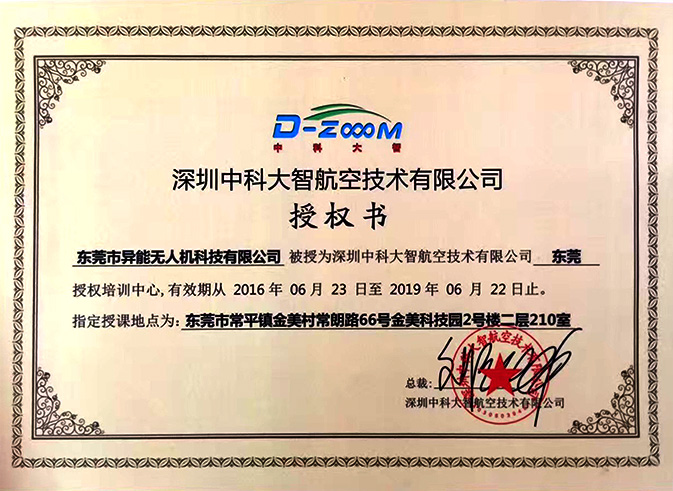 D-ZOOOM
中科大智
深圳中科大智航空技术有限公司
授权书
东莞市异能无人机科技有限公司 被授为深圳中科大智航空技术有限公司 东莞
授权培训中心,有效期从 2016 年 06 月 23 日至 2019 年 06 月 22 日止。
指定授课地点为: 东莞市常平镇金美村常朗路66号金美科技园2号楼二层210室
总裁:
深圳中科大智航空技术有限公司